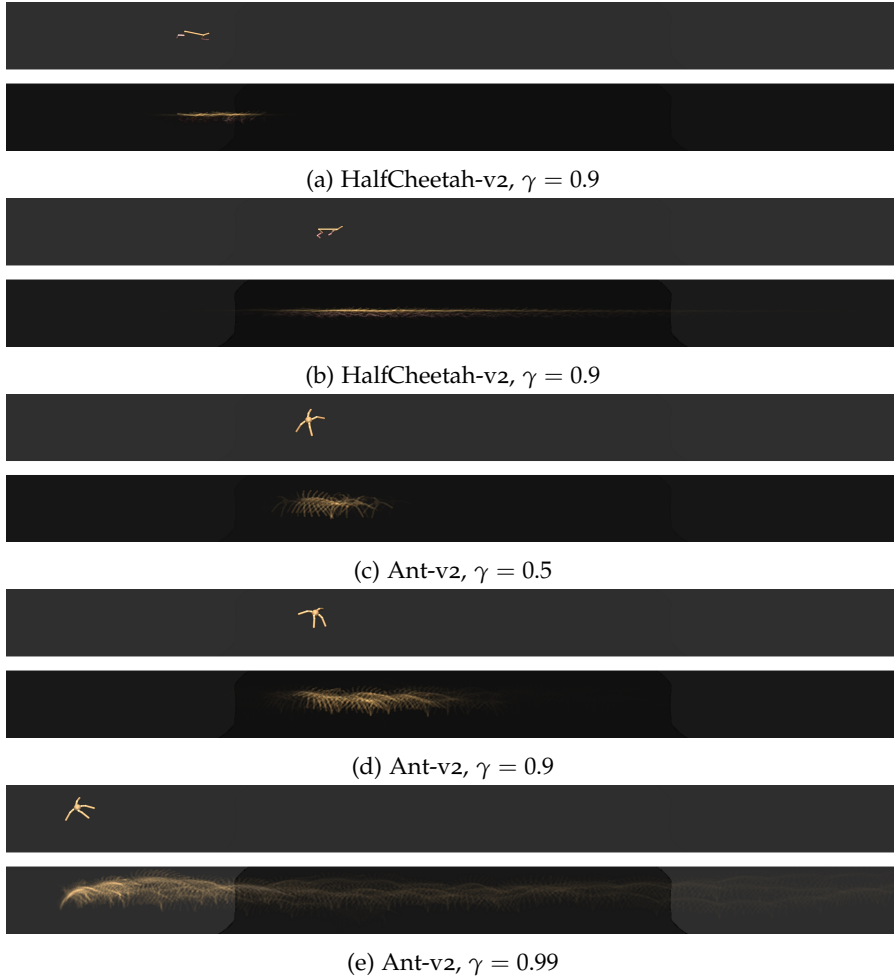 (a) HalfCheetah-v2, γ = 0.9
(b) HalfCheetah-v2, γ = 0.9
(c) Ant-v2, γ = 0.5
(d) Ant-v2, γ = 0.9
(e) Ant-v2, γ = 0.99